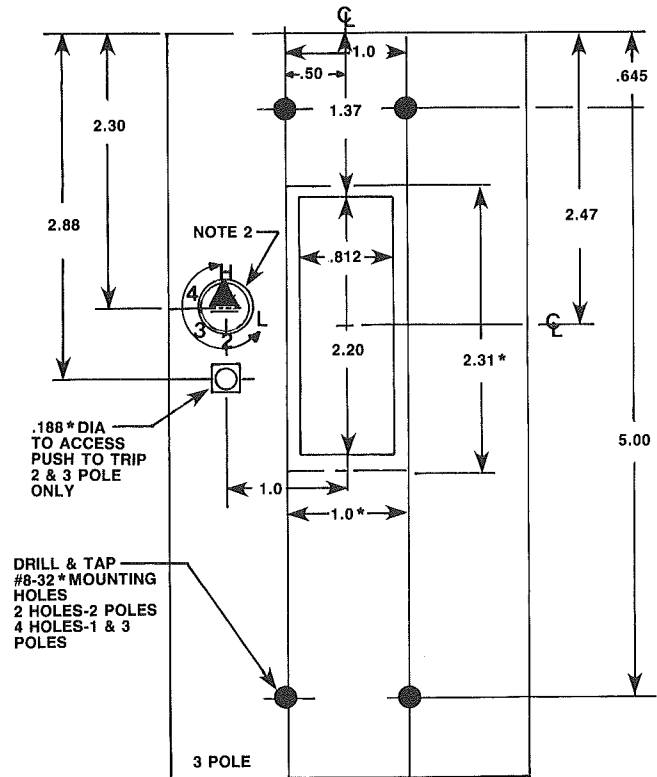 CL
1.0
.50
.645
1.37
2.30
2.47
2.88
NOTE 2
H
4
3
2
L
.812
CL
2.20
2.31*
.188* DIA
TO ACCESS
PUSH TO TRIP
2 & 3 POLE
ONLY
5.00
1.0
1.0*
DRILL & TAP
#8-32* MOUNTING
HOLES
2 HOLES-2 POLES
4 HOLES-1 & 3
POLES
3 POLE